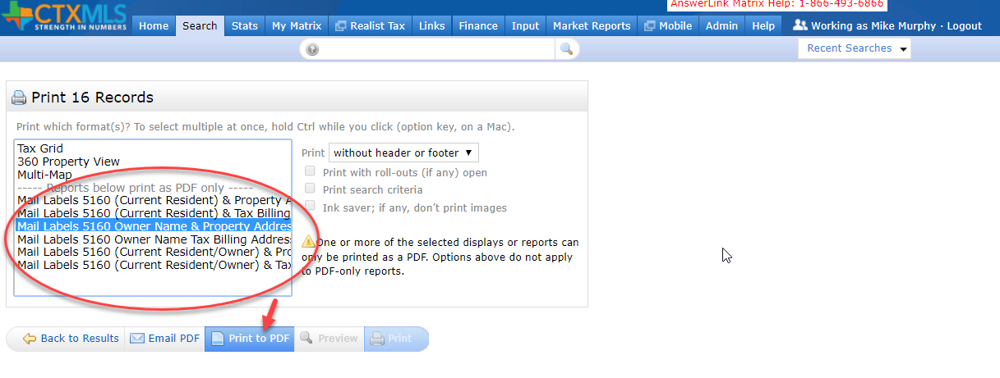 AnswerLink Matrix Help: 1-866-493-6866
CTXMLS
STRENGTH IN NUMBERS
Home Search Stats My Matrix Realist Tax Links Finance Input Market Reports Mobile Admin Help Working as Mike Murphy · Logout
?
Recent Searches
Print 16 Records
Print which format(s)? To select multiple at once, hold Ctrl while you click (option key, on a Mac).
Tax Grid
360 Property View
Multi-Map
----- Reports below print as PDF only -----
Mail Labels 5160 (Current Resident) & Property A
Mail Labels 5160 (Current Resident) & Tax Billing
Mail Labels 5160 Owner Name & Property Addres
Mail Labels 5160 Owner Name Tax Billing Addres
Mail Labels 5160 (Current Resident/Owner) & Pro
Mail Labels 5160 (Current Resident/Owner) & Tax
Print without header or footer
Print with roll-outs (if any) open
Print search criteria
Ink saver; if any, don't print images
One or more of the selected displays or reports can
only be printed as a PDF. Options above do not apply
to PDF-only reports.
Back to Results Email PDF Print to PDF Preview Print